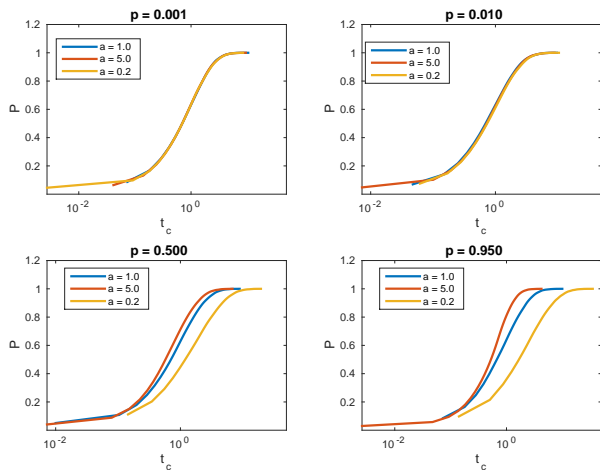 p = 0.001
1.2
1
0.8
0.6
0.4
0.2
P
a = 1.0
a = 5.0
a = 0.2
10^-2
10^0
t_c
p = 0.010
1.2
1
0.8
0.6
0.4
0.2
P
a = 1.0
a = 5.0
a = 0.2
10^-2
10^0
t_c
p = 0.500
1.2
1
0.8
0.6
0.4
0.2
P
a = 1.0
a = 5.0
a = 0.2
10^-2
10^0
t_c
p = 0.950
1.2
1
0.8
0.6
0.4
0.2
P
a = 1.0
a = 5.0
a = 0.2
10^-2
10^0
t_c